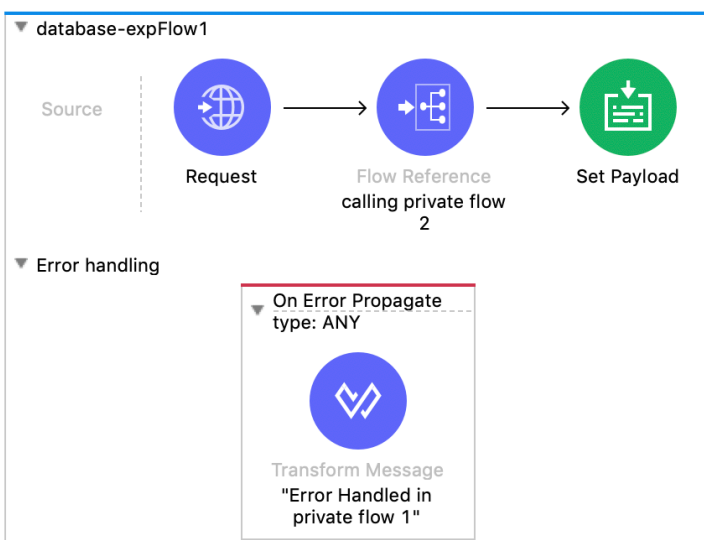 database-expFlow1
Source
Request
Flow Reference
calling private flow
2
Set Payload
Error handling
On Error Propagate
type: ANY
Transform Message
"Error Handled in
private flow 1"